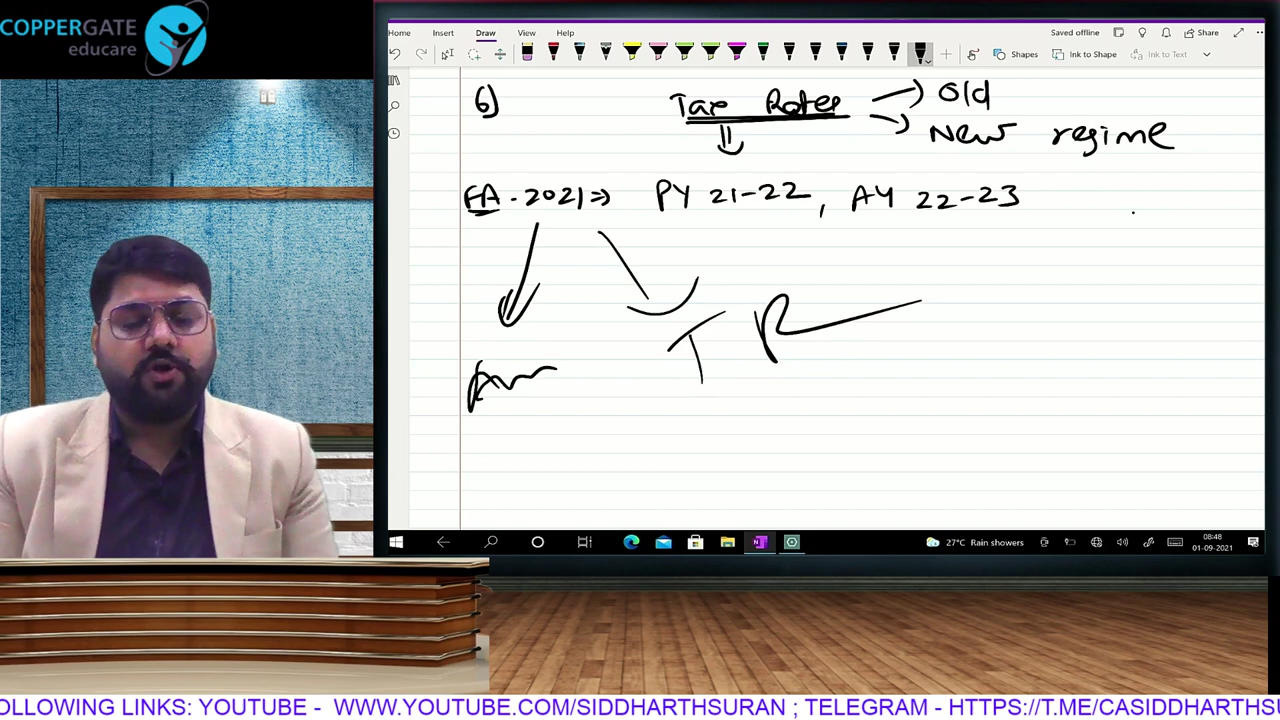 COPPERGATE
educare
Home Insert Draw View Help
Saved offline
Share
Shapes
Ink to Shape
Ink to Text
6) Tax Rates → Old
New regime
FA - 2021 ⇒ PY 21-22, AY 22-23
T R
27°C Rain showers
08:48
01-09-2021
FOLLOWING LINKS: YOUTUBE - WWW.YOUTUBE.COM/SIDDHARTHSURAN ; TELEGRAM - HTTPS://T.ME/CASIDDHARTHSU